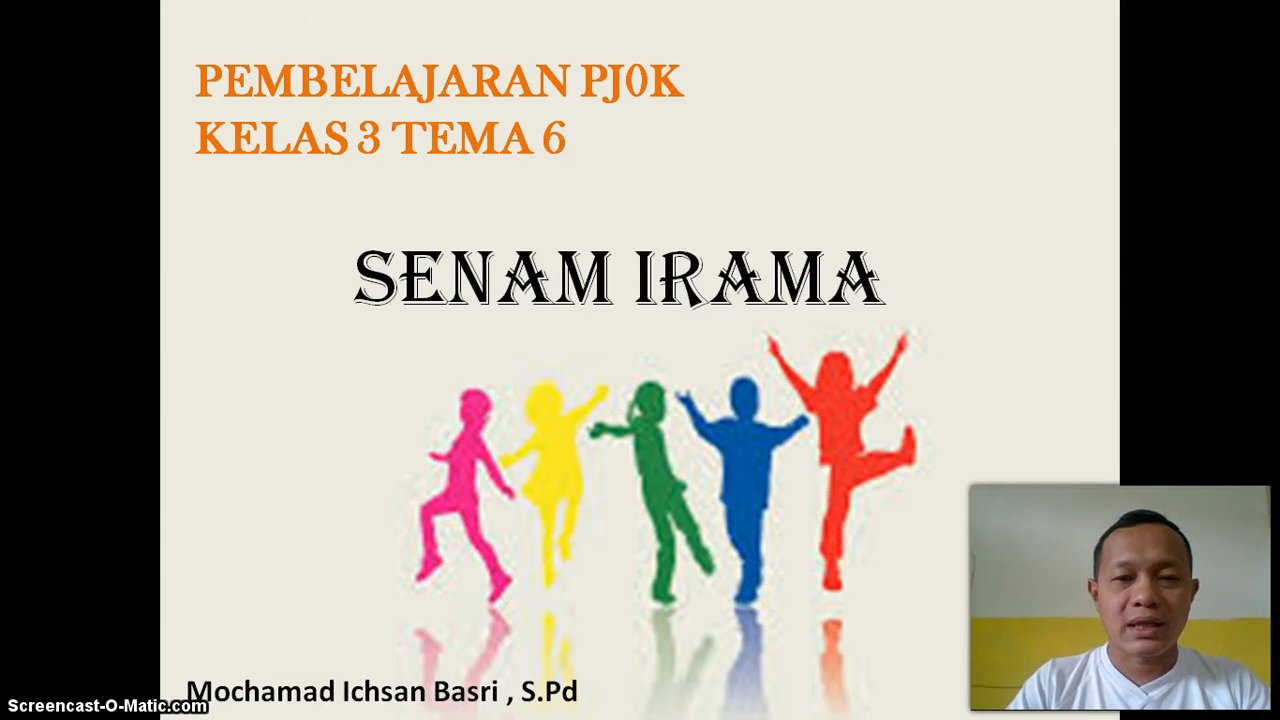 PEMBELAJARAN PJ0K
KELAS 3 TEMA 6
SENAM IRAMA
Mochamad Ichsan Basri , S.Pd
Screencast-O-Matic.com